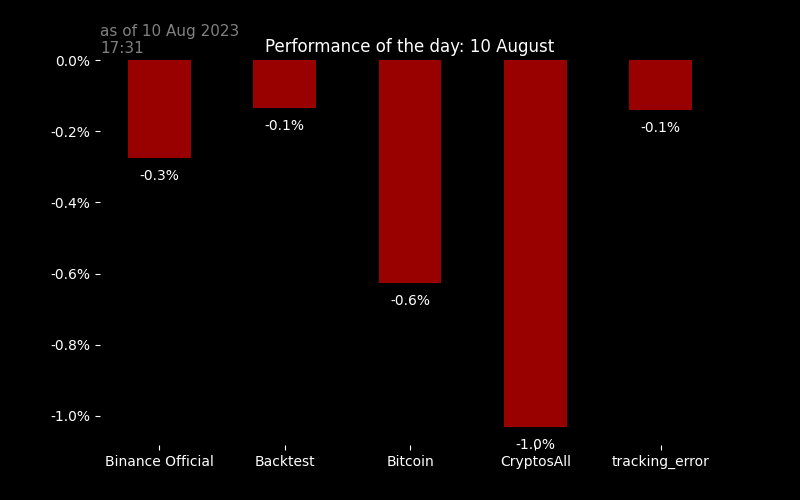 as of 10 Aug 2023
17:31
Performance of the day: 10 August
0.0%
-0.2%
-0.4%
-0.6%
-0.8%
-1.0%
-0.3%
-0.1%
-0.6%
-1.0%
-0.1%
Binance Official
Backtest
Bitcoin
CryptosAll
tracking_error